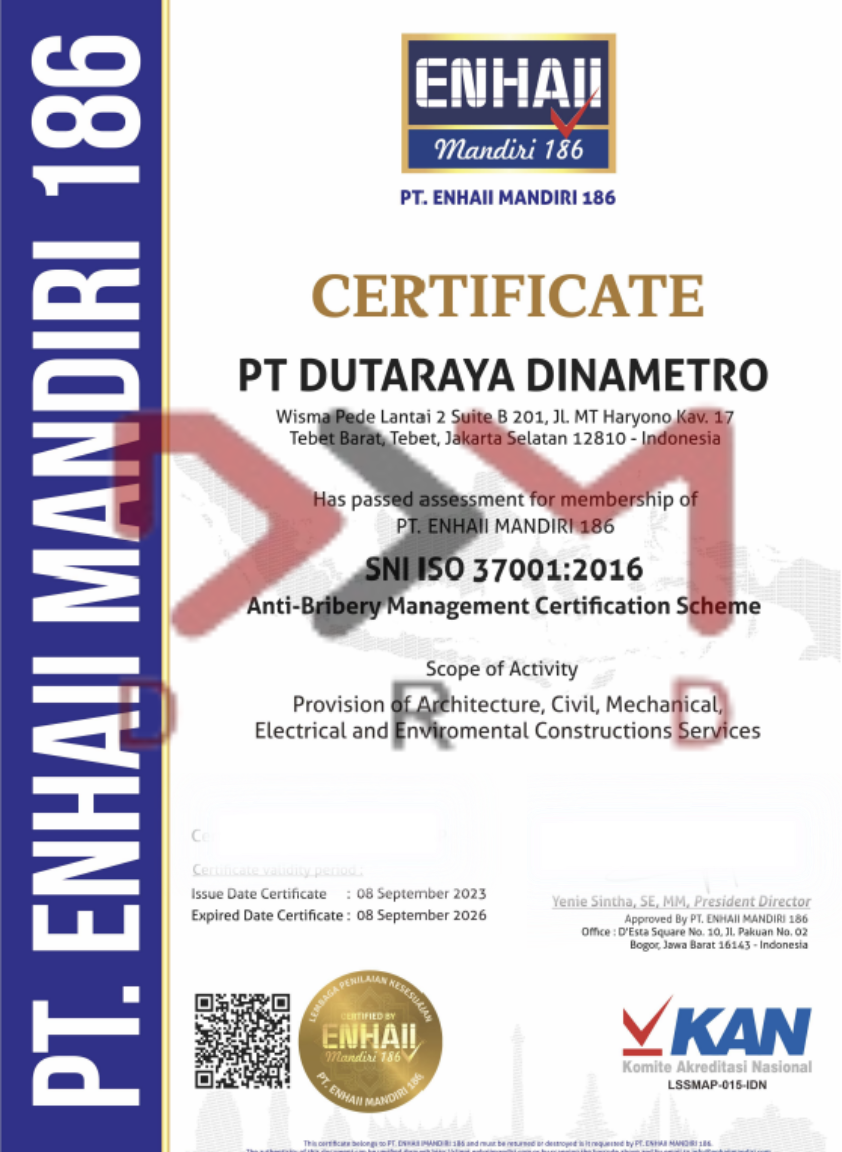 PT. ENHAII MANDIRI 186
ENHAII
Mandiri 186
PT. ENHAII MANDIRI 186
CERTIFICATE
PT DUTARAYA DINAMETRO
Wisma Pede Lantai 2 Suite B 201, Jl. MT Haryono Kav. 17
Tebet Barat, Tebet, Jakarta Selatan 12810 - Indonesia
Has passed assessment for membership of
PT. ENHAII MANDIRI 186
SNI ISO 37001:2016
Anti-Bribery Management Certification Scheme
Scope of Activity
Provision of Architecture, Civil, Mechanical,
Electrical and Enviromental Constructions Services
D R D
Certificate validity period :
Issue Date Certificate : 08 September 2023
Expired Date Certificate : 08 September 2026
Yenie Sintha, SE, MM, President Director
Approved By PT. ENHAII MANDIRI 186
Office : D'Esta Square No. 10, Jl. Pakuan No. 02
Bogor, Jawa Barat 16143 - Indonesia
LEMBAGA PENILAIAN KESESUAIAN
CERTIFIED BY
ENHAII
Mandiri 186
PT. ENHAII MANDIRI 186
KAN
Komite Akreditasi Nasional
LSSMAP-015-IDN
This certificate belongs to PT. ENHAII MANDIRI 186 and must be returned or destroyed is it requested by PT. ENHAII MANDIRI 186.